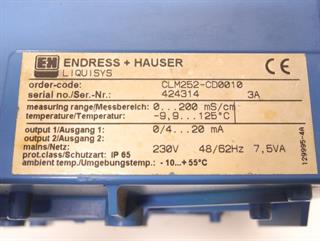 EH ENDRESS + HAUSER
LIQUISYS
order-code: CLM252-CD0010
serial no./Ser.-Nr.: 424314 3A
measuring range/Messbereich: 0...200 mS/cm
temperature/Temperatur: -9,9...125°C
output 1/Ausgang 1: 0/4...20 mA
output 2/Ausgang 2:
mains/Netz: 230V 48/62Hz 7,5VA
prot.class/Schutzart: IP 65
ambient temp./Umgebungstemp.: -10...+55°C
CE